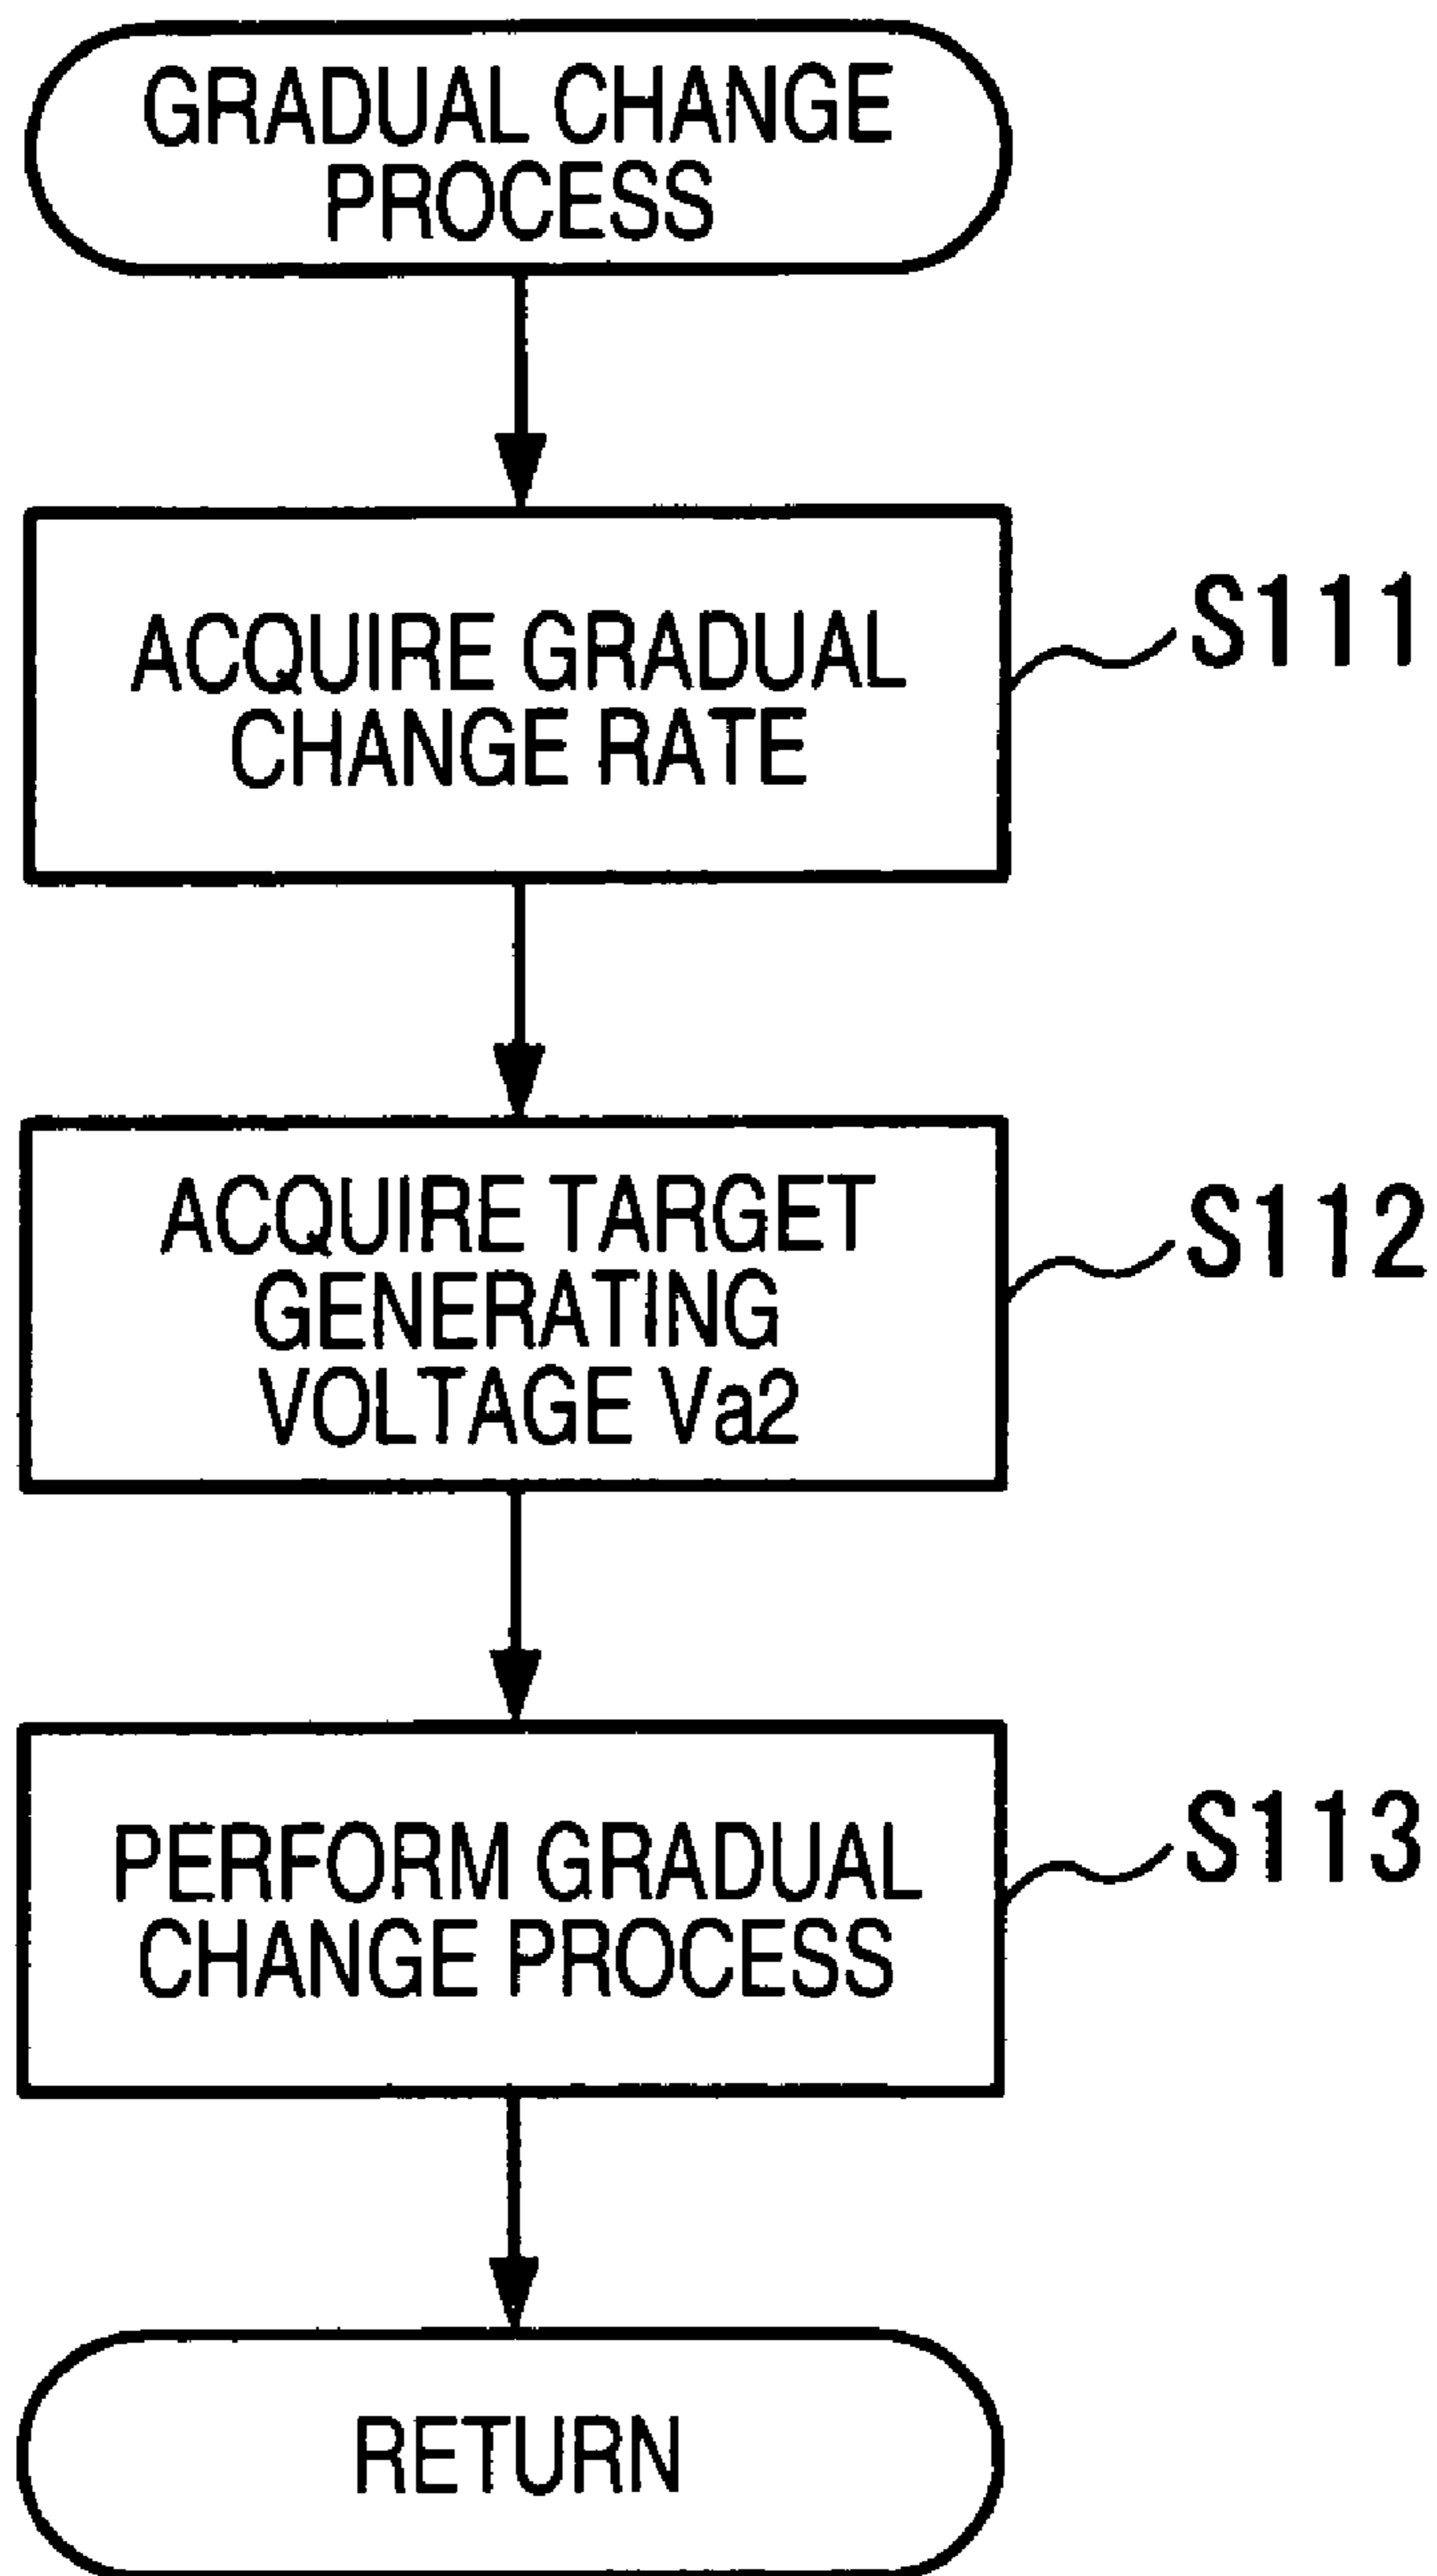 GRADUAL CHANGE
PROCESS
ACQUIRE GRADUAL
CHANGE RATE
S111
ACQUIRE TARGET
GENERATING
VOLTAGE Va2
S112
PERFORM GRADUAL
CHANGE PROCESS
S113
RETURN